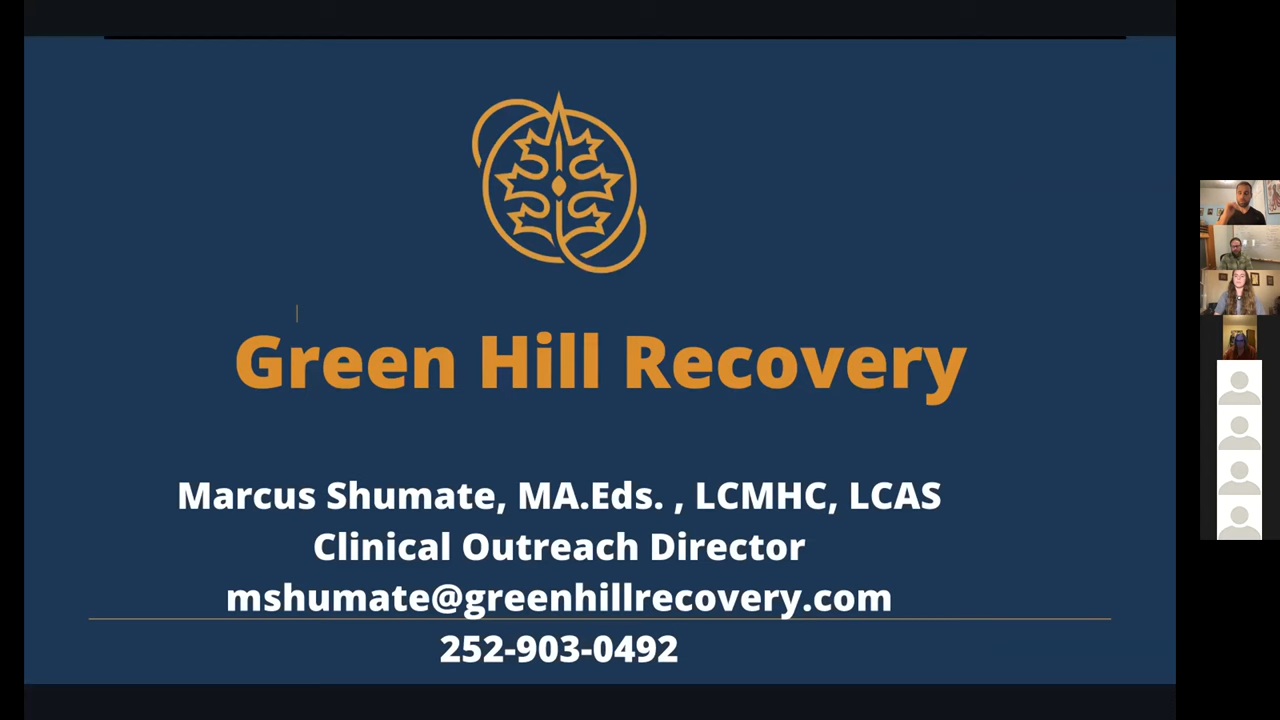 Green Hill Recovery
Marcus Shumate, MA.Eds. , LCMHC, LCAS
Clinical Outreach Director
mshumate@greenhillrecovery.com
252-903-0492